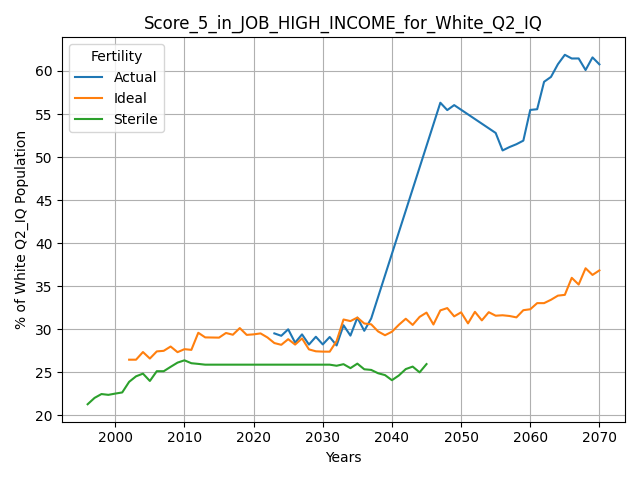 Score_5_in_JOB_HIGH_INCOME_for_White_Q2_IQ
Fertility
Actual
Ideal
Sterile
% of White Q2_IQ Population
60
55
50
45
40
35
30
25
20
2000
2010
2020
2030
2040
2050
2060
2070
Years